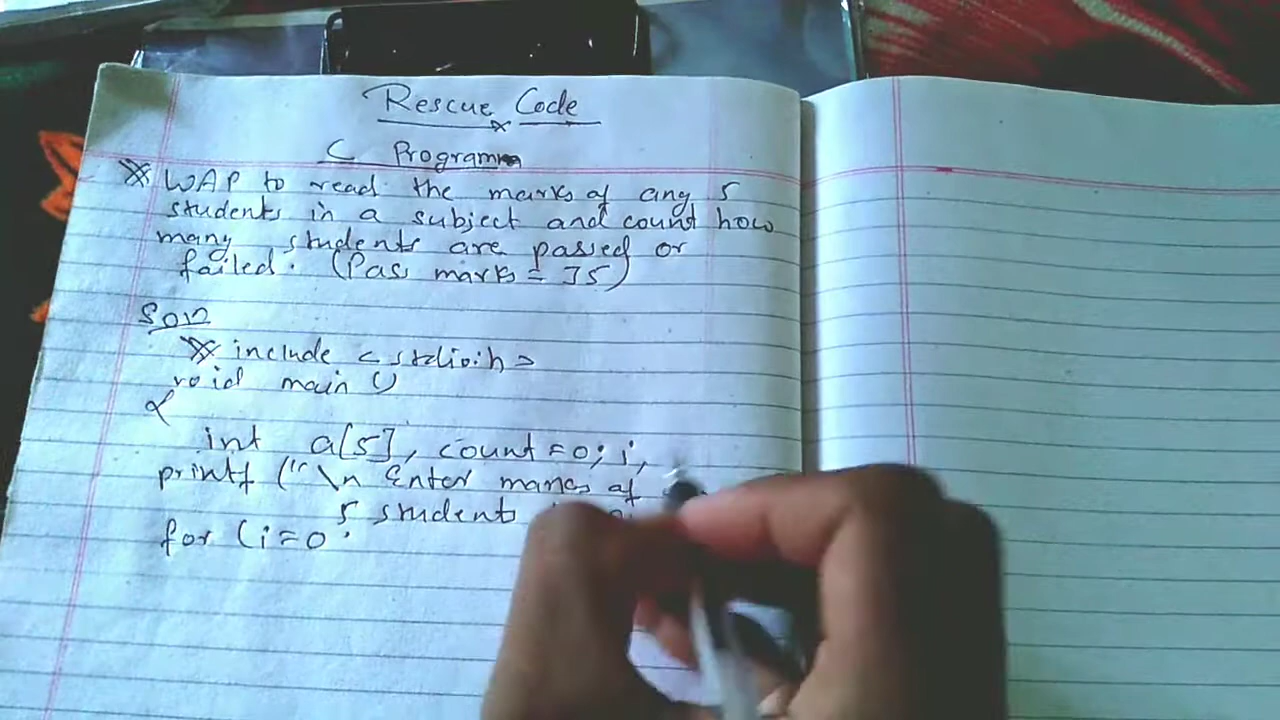 Rescue Code
C Program
※ WAP to read the marks of any 5
students in a subject and count how
many students are passed or
failed. (Pass marks = 35)
Soln
# include <stdio.h>
void main ()
{
int a[5], count = 0; i,
printf (" \n Enter marks of
5 student
for (i=0;